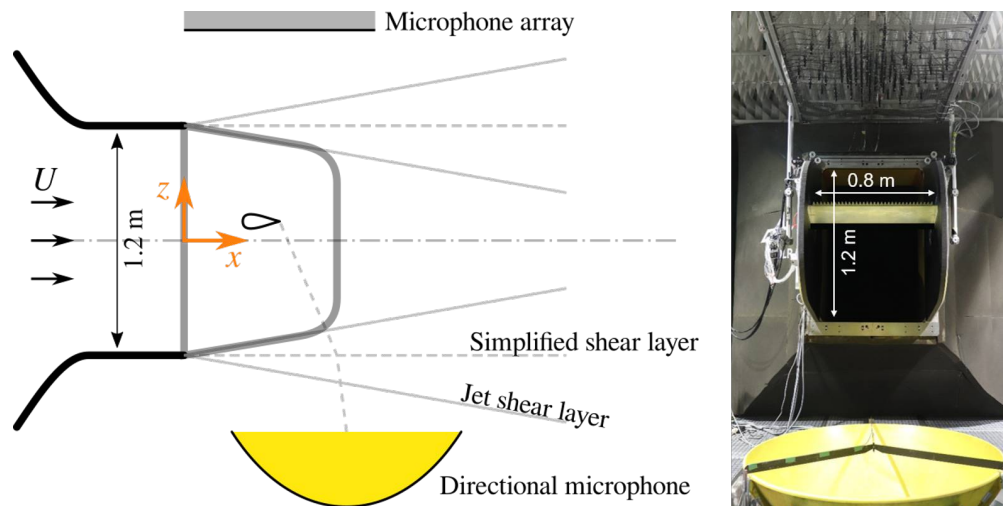 Microphone array
U
1.2 m
z
x
Simplified shear layer
Jet shear layer
Directional microphone
0.8 m
1.2 m